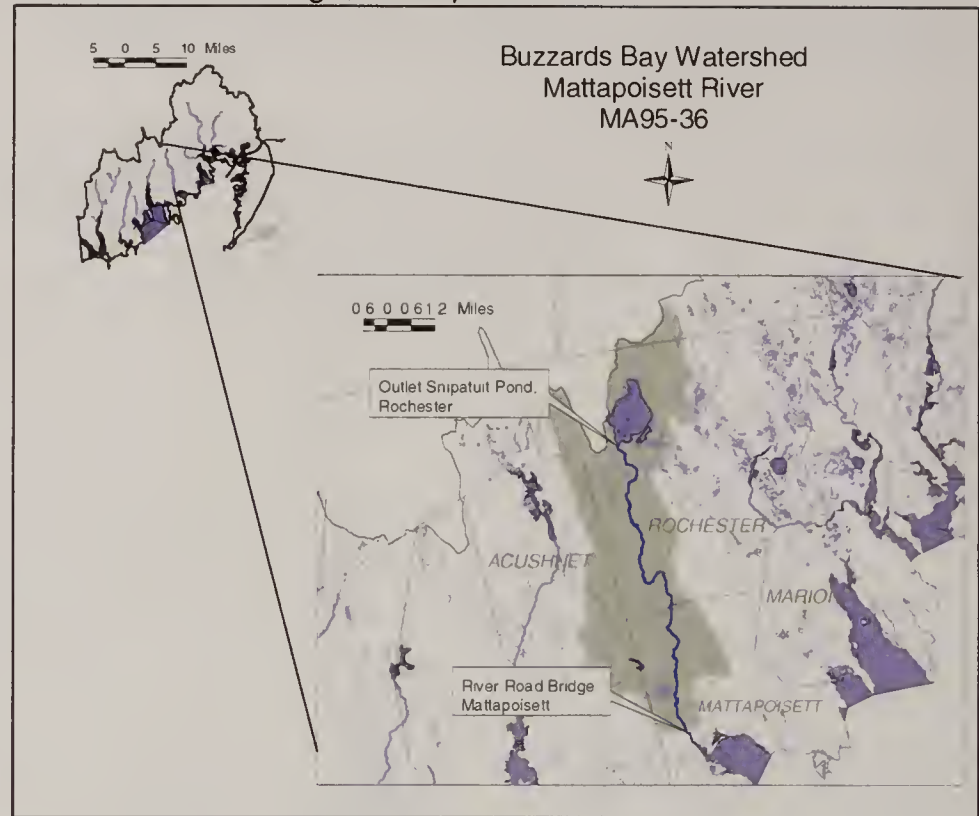 5 0 5 10 Miles
Buzzards Bay Watershed
Mattapoisett River
MA95-36
N
0 6 0 0 6 1 2 Miles
Outlet Snipatuit Pond,
Rochester
ROCHESTER
ACUSHNET
MARION
River Road Bridge
Mattapoisett
MATTAPOISETT